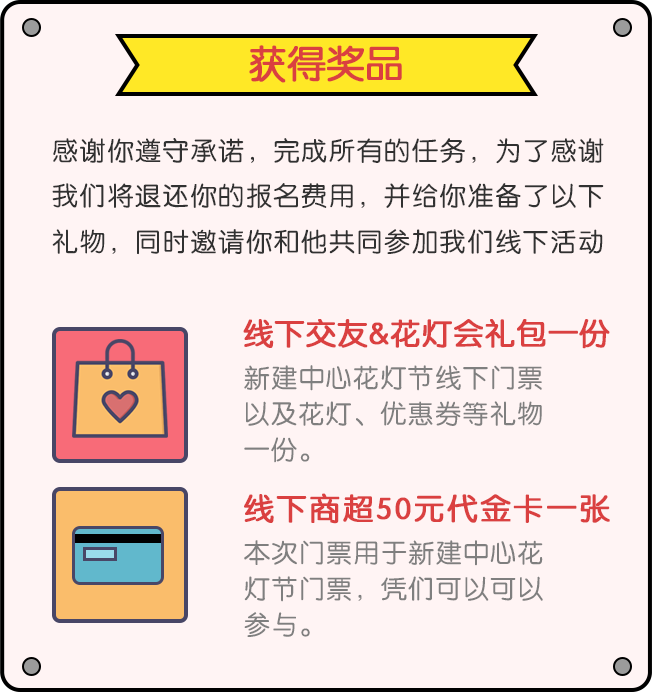 获得奖品
感谢你遵守承诺，完成所有的任务，为了感谢
我们将退还你的报名费用，并给你准备了以下
礼物，同时邀请你和他共同参加我们线下活动
线下交友&花灯会礼包一份
新建中心花灯节线下门票
以及花灯、优惠券等礼物
一份。
线下商超50元代金卡一张
本次门票用于新建中心花
灯节门票，凭们可以可以
参与。